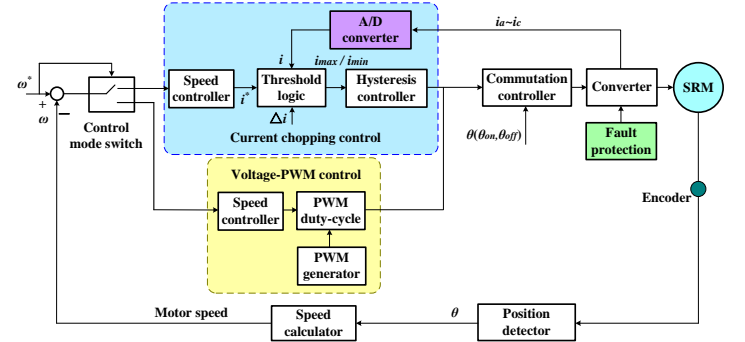 A/D
converter
ia~ic
i
imax / imin
ω*
+
ω
−
Control
mode switch
Speed
controller
i*
Threshold
logic
Δi
Hysteresis
controller
Current chopping control
Commutation
controller
θ(θon,θoff)
Converter
SRM
Fault
protection
Voltage-PWM control
Speed
controller
PWM
duty-cycle
PWM
generator
Encoder
Motor speed
Speed
calculator
θ
Position
detector